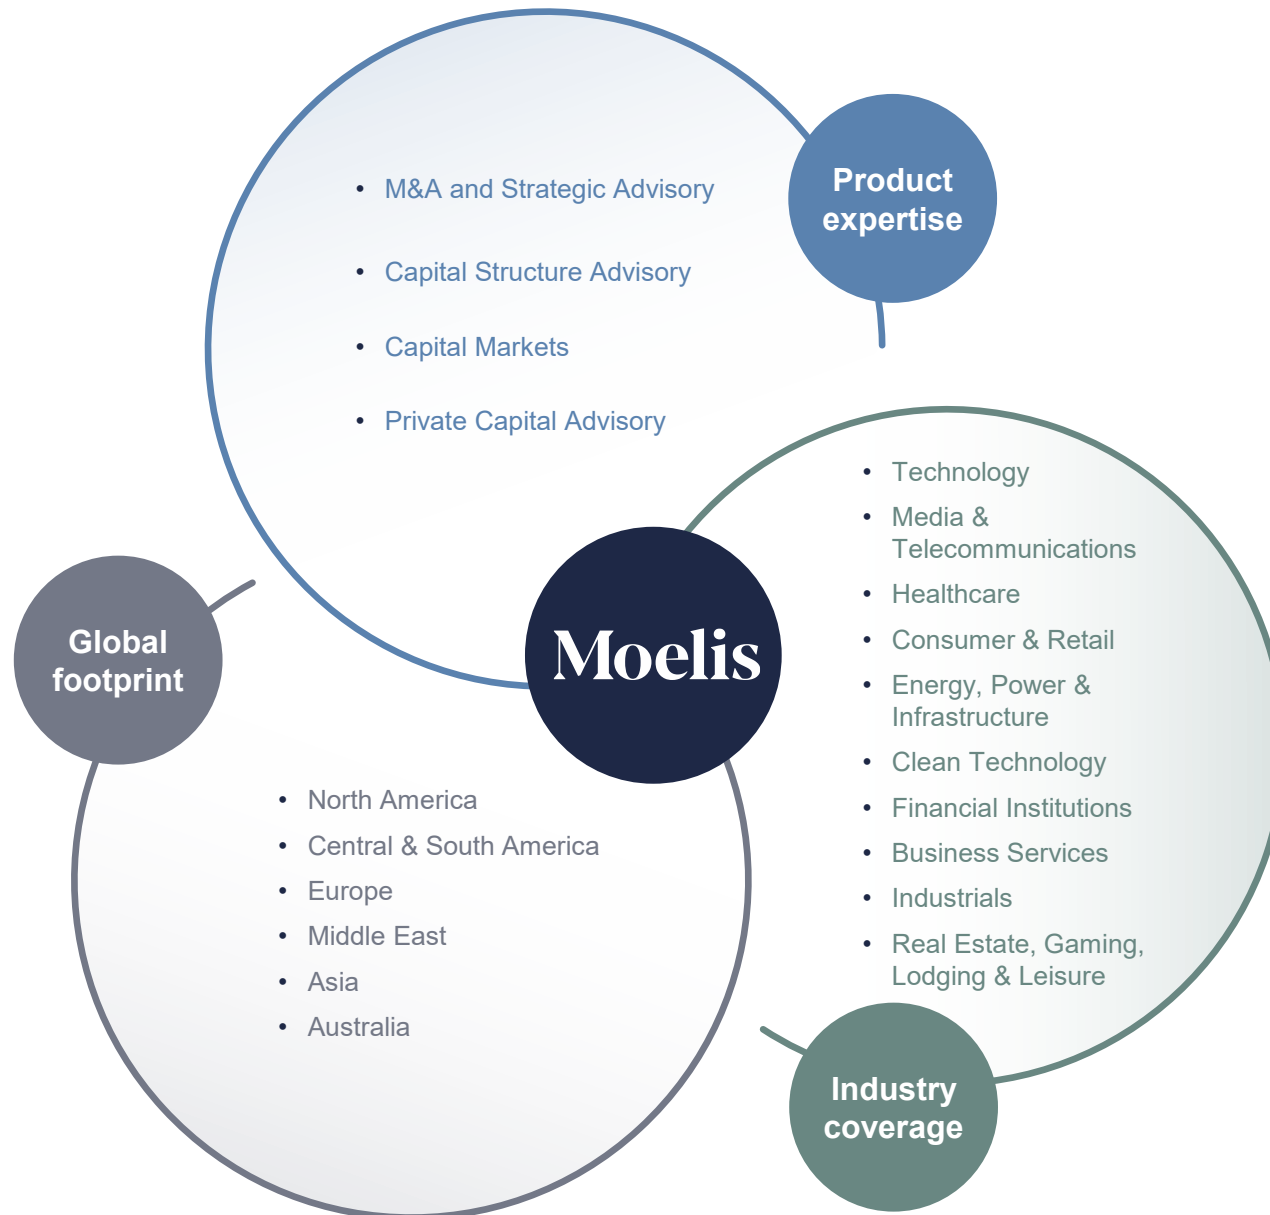 Product
expertise
• M&A and Strategic Advisory
• Capital Structure Advisory
• Capital Markets
• Private Capital Advisory
Moelis
• Technology
• Media &
Telecommunications
• Healthcare
• Consumer & Retail
• Energy, Power &
Infrastructure
• Clean Technology
• Financial Institutions
• Business Services
• Industrials
• Real Estate, Gaming,
Lodging & Leisure
Industry
coverage
Global
footprint
• North America
• Central & South America
• Europe
• Middle East
• Asia
• Australia